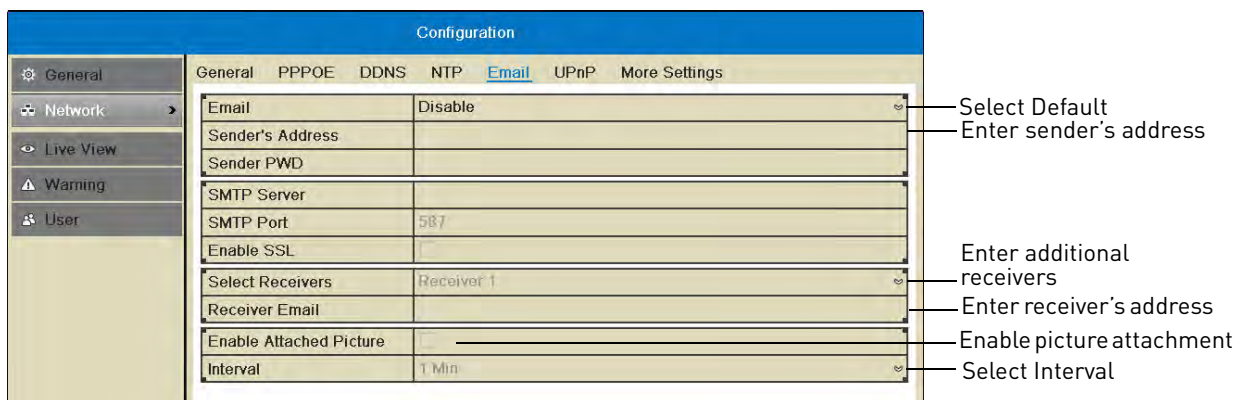 Configuration
General
Network
Live View
Warning
User
General PPPOE DDNS NTP Email UPnP More Settings
Email Disable
Sender's Address
Sender PWD
SMTP Server
SMTP Port 587
Enable SSL
Select Receivers Receiver 1
Receiver Email
Enable Attached Picture
Interval 1 Min
Select Default
Enter sender's address
Enter additional
receivers
Enter receiver's address
Enable picture attachment
Select Interval